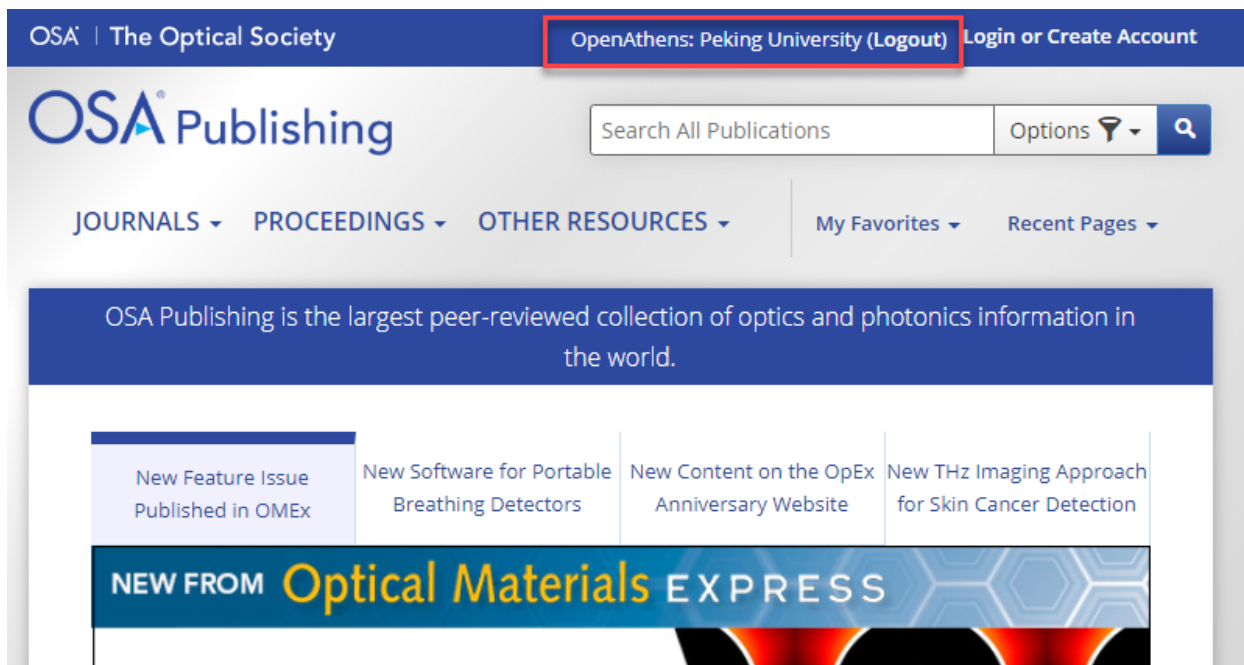 OSA | The Optical Society
OpenAthens: Peking University (Logout)
Login or Create Account
OSA® Publishing
Search All Publications
Options
JOURNALS
PROCEEDINGS
OTHER RESOURCES
My Favorites
Recent Pages
OSA Publishing is the largest peer-reviewed collection of optics and photonics information in
the world.
New Feature Issue
Published in OMEx
New Software for Portable
Breathing Detectors
New Content on the OpEx
Anniversary Website
New THz Imaging Approach
for Skin Cancer Detection
NEW FROM Optical Materials EXPRESS